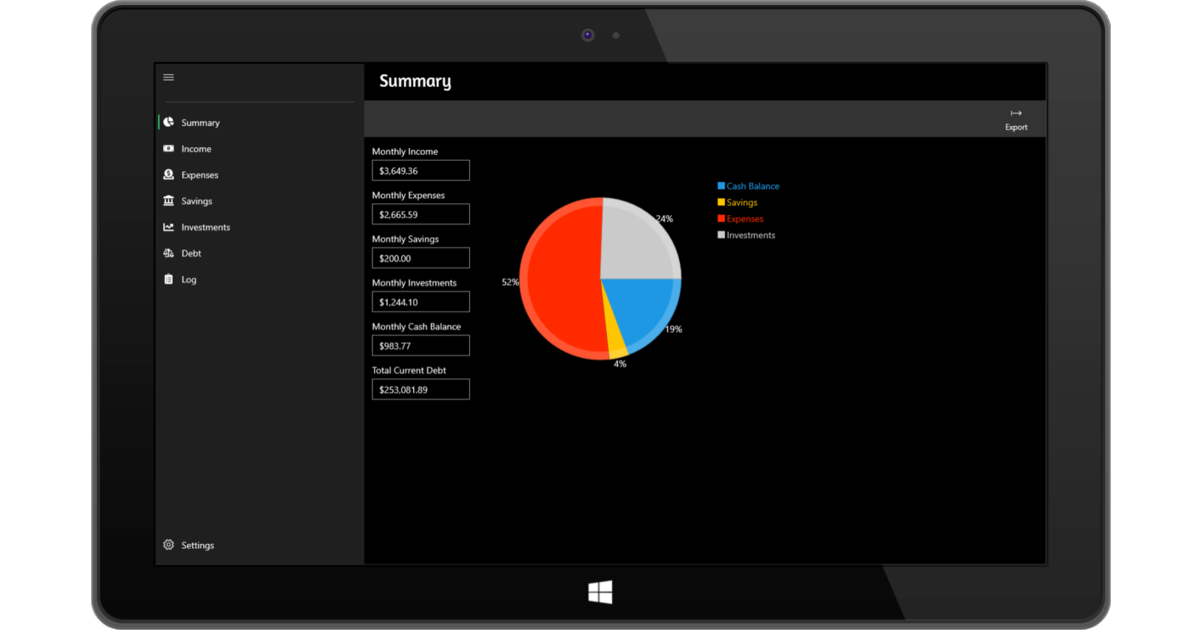 Summary
Export
Summary
Income
Expenses
Savings
Investments
Debt
Log
Settings
Monthly Income
$3,649.36
Monthly Expenses
$2,665.59
Monthly Savings
$200.00
Monthly Investments
$1,244.10
Monthly Cash Balance
$983.77
Total Current Debt
$253,081.89
24%
52%
19%
4%
Cash Balance
Savings
Expenses
Investments